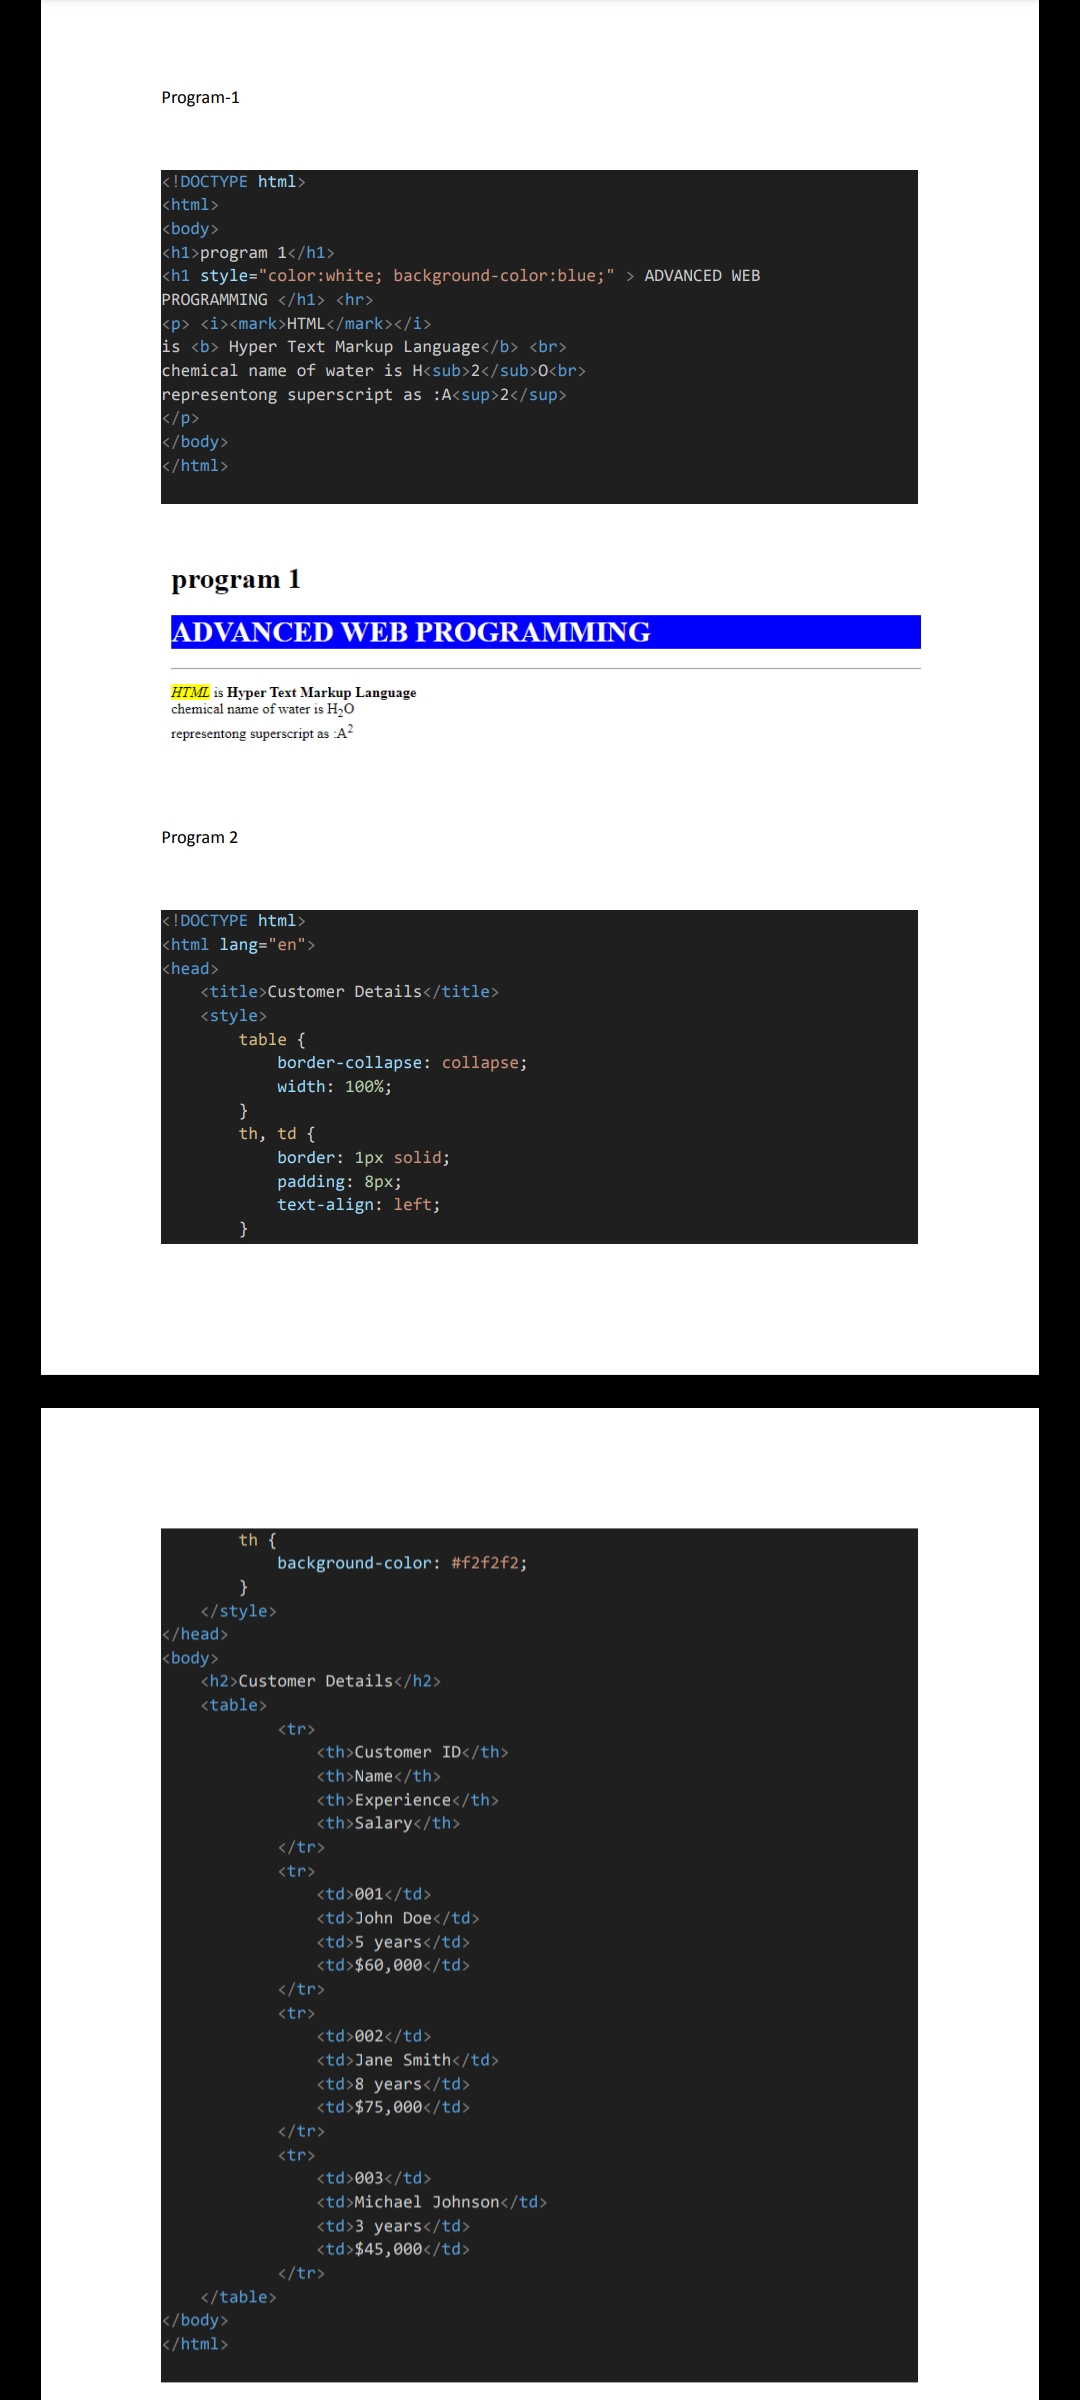 Program-1
<!DOCTYPE html>
<html>
<body>
<h1>program 1</h1>
<h1 style="color:white; background-color:blue;" > ADVANCED WEB
PROGRAMMING </h1> <hr>
<p> <i><mark>HTML</mark></i>
is <b> Hyper Text Markup Language</b> <br>
chemical name of water is H<sub>2</sub>O<br>
representong superscript as :A<sup>2</sup>
</p>
</body>
</html>
program 1
ADVANCED WEB PROGRAMMING
HTML is Hyper Text Markup Language
chemical name of water is H₂O
representong superscript as :A²
Program 2
<!DOCTYPE html>
<html lang="en">
<head>
    <title>Customer Details</title>
    <style>
        table {
            border-collapse: collapse;
            width: 100%;
        }
        th, td {
            border: 1px solid;
            padding: 8px;
            text-align: left;
        }
        th {
            background-color: #f2f2f2;
        }
    </style>
</head>
<body>
    <h2>Customer Details</h2>
    <table>
            <tr>
                <th>Customer ID</th>
                <th>Name</th>
                <th>Experience</th>
                <th>Salary</th>
            </tr>
            <tr>
                <td>001</td>
                <td>John Doe</td>
                <td>5 years</td>
                <td>$60,000</td>
            </tr>
            <tr>
                <td>002</td>
                <td>Jane Smith</td>
                <td>8 years</td>
                <td>$75,000</td>
            </tr>
            <tr>
                <td>003</td>
                <td>Michael Johnson</td>
                <td>3 years</td>
                <td>$45,000</td>
            </tr>
    </table>
</body>
</html>